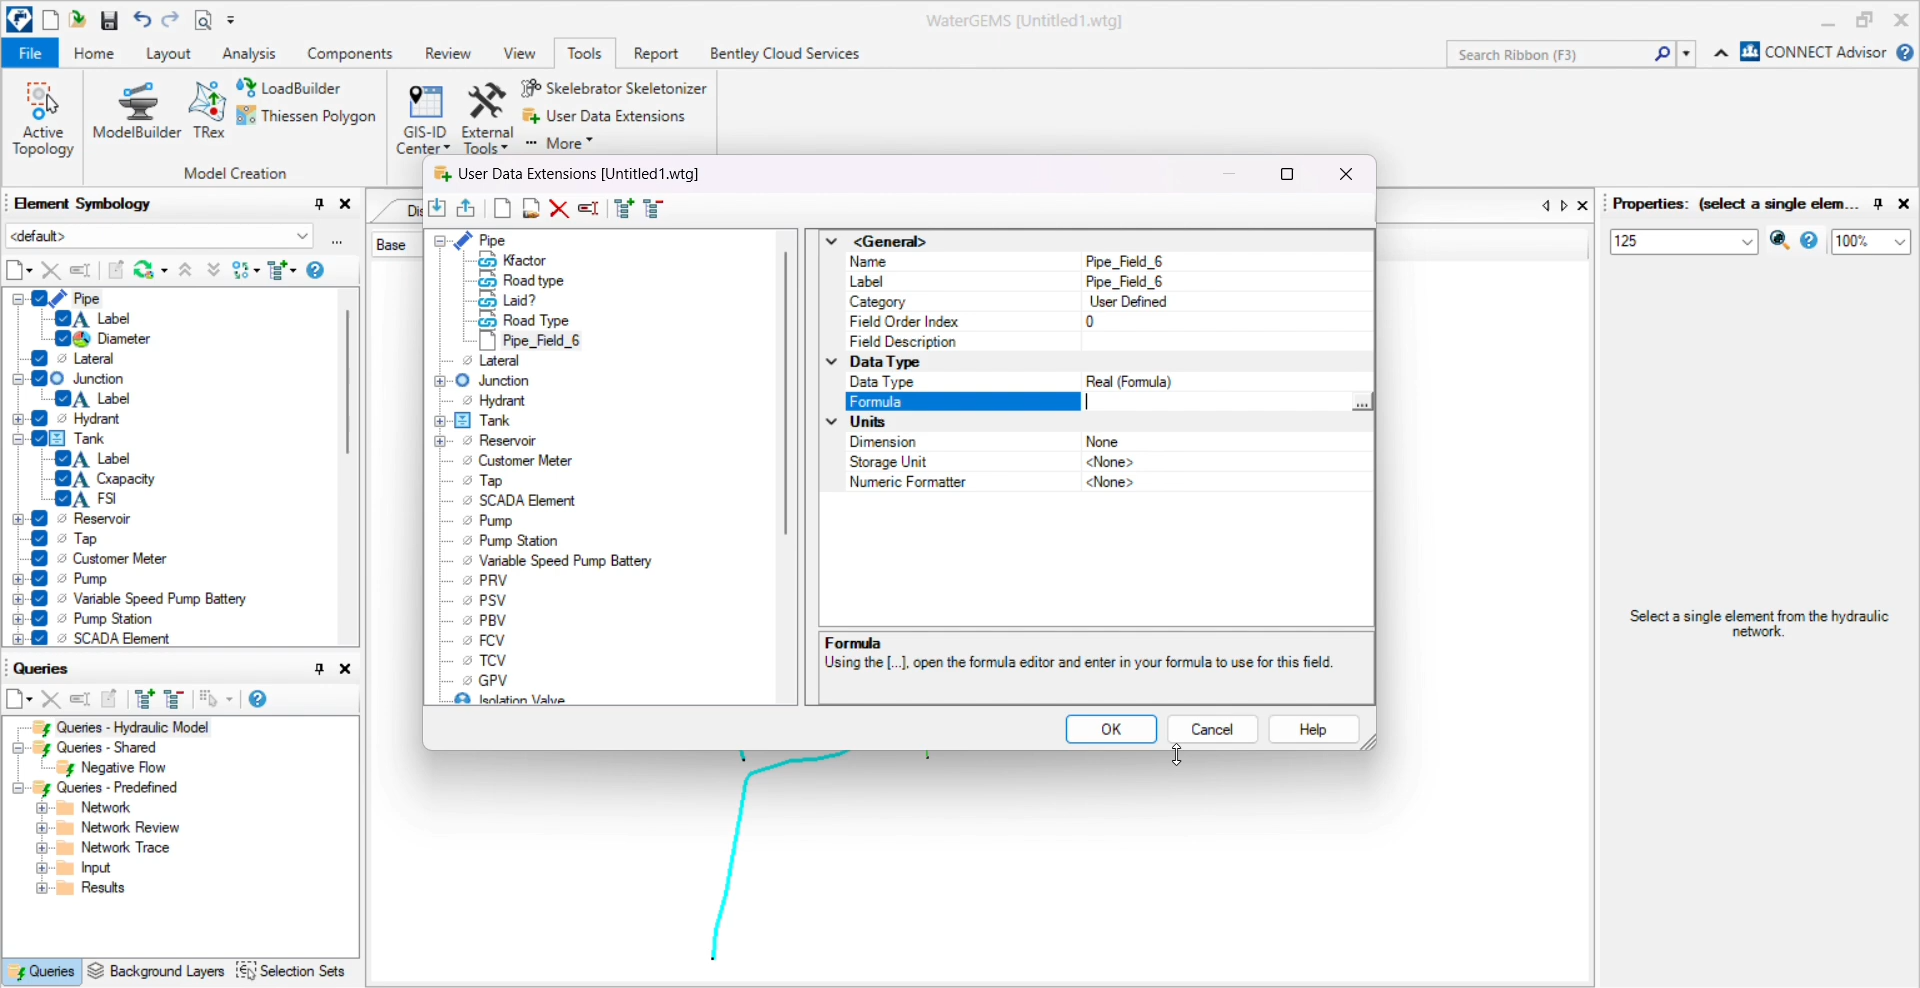 WaterGEMS [Untitled1.wtg]
File Home Layout Analysis Components Review View Tools Report Bentley Cloud Services
Search Ribbon (F3)
CONNECT Advisor
Active Topology
ModelBuilder
TRex
LoadBuilder
Thiessen Polygon
Model Creation
GIS-ID Center
External Tools
Skelebrator Skeletonizer
User Data Extensions
More
Element Symbology
<default>
...
Pipe
Label
Diameter
Lateral
Junction
Label
Hydrant
Tank
Label
Cxapacity
FSI
Reservoir
Tap
Customer Meter
Pump
Variable Speed Pump Battery
Pump Station
SCADA Element
Queries
Queries - Hydraulic Model
Queries - Shared
Negative Flow
Queries - Predefined
Network
Network Review
Network Trace
Input
Results
Queries Background Layers Selection Sets
Base
User Data Extensions [Untitled1.wtg]
Pipe
Kfactor
Road type
Laid?
Road Type
Pipe_Field_6
Lateral
Junction
Hydrant
Tank
Reservoir
Customer Meter
Tap
SCADA Element
Pump
Pump Station
Variable Speed Pump Battery
PRV
PSV
PBV
FCV
TCV
GPV
Isolation Valve
<General>
Name Pipe_Field_6
Label Pipe_Field_6
Category User Defined
Field Order Index 0
Field Description
Data Type
Data Type Real (Formula)
Formula ...
Units
Dimension None
Storage Unit <None>
Numeric Formatter <None>
Formula
Using the [...], open the formula editor and enter in your formula to use for this field.
OK Cancel Help
Properties: (select a single elem...
125
100%
Select a single element from the hydraulic
network.